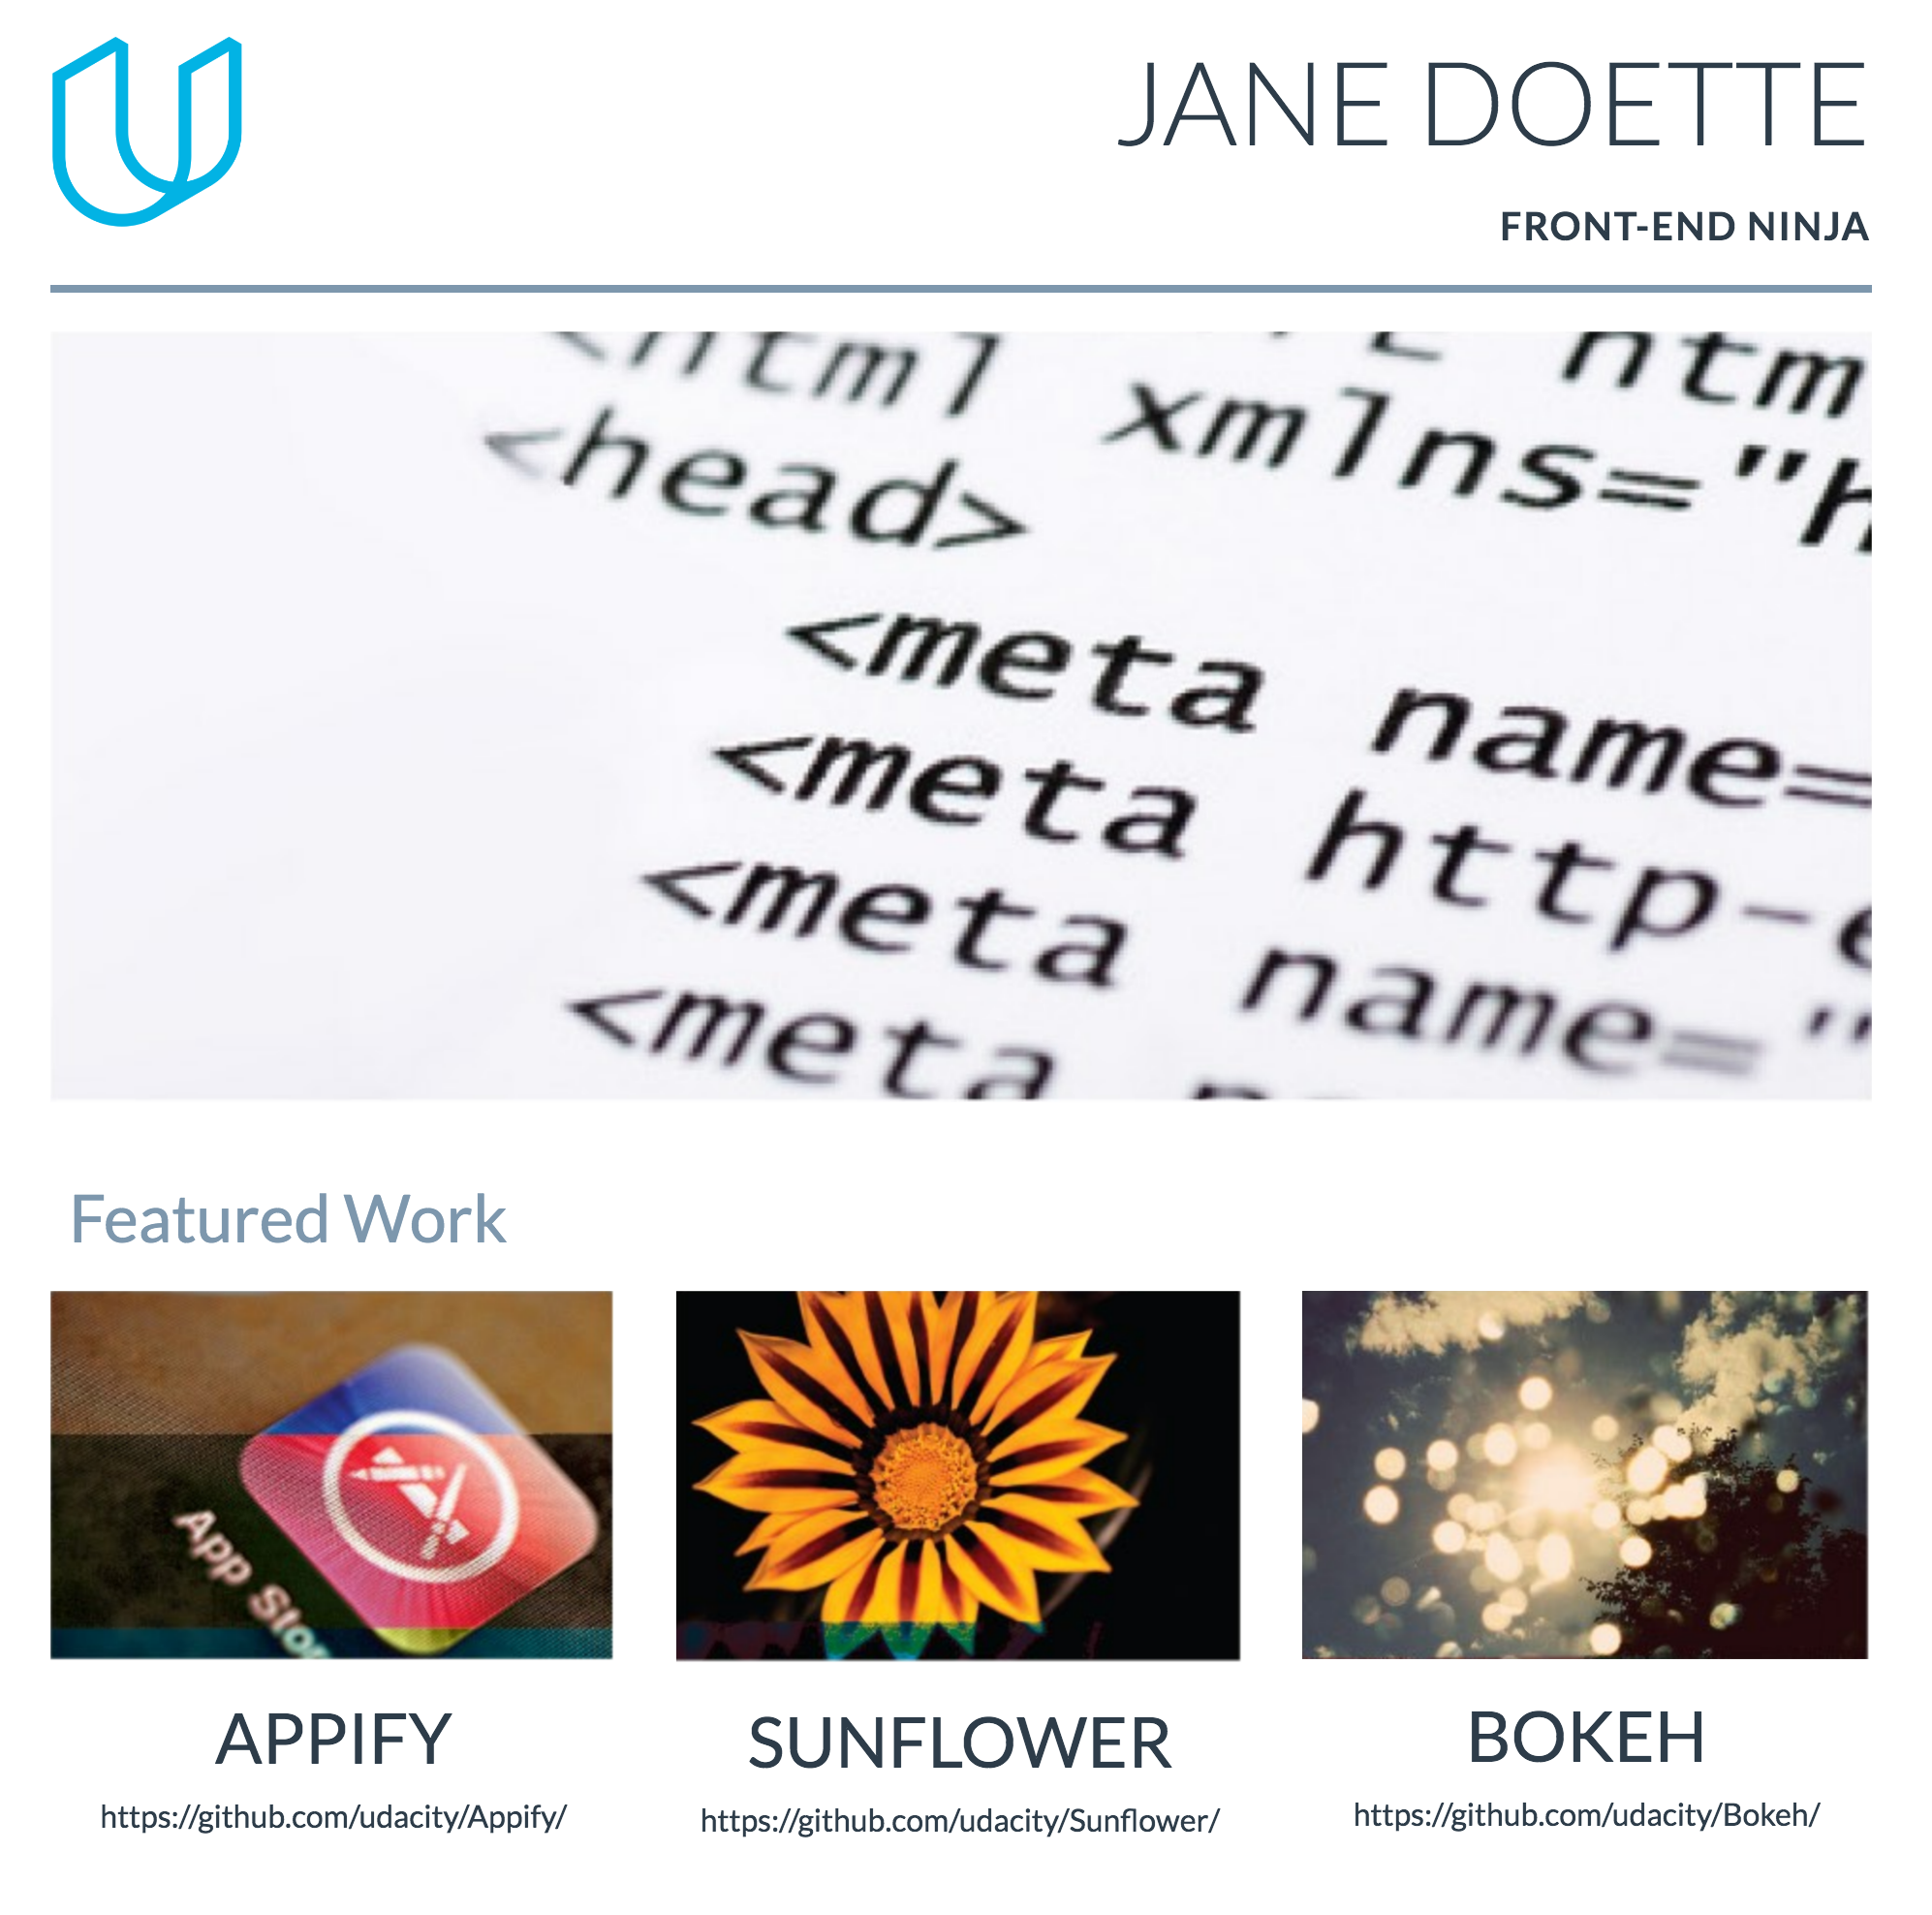 JANE DOETTE
FRONT-END NINJA
<html xmlns="h
<head>
<meta name=
<meta http-e
<meta name="
<meta
Featured Work
App Stor
APPIFY
SUNFLOWER
BOKEH
https://github.com/udacity/Appify/
https://github.com/udacity/Sunflower/
https://github.com/udacity/Bokeh/